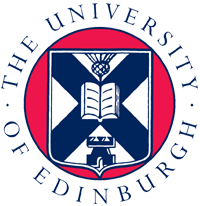 · THE UNIVERSITY ·
OF EDINBURGH